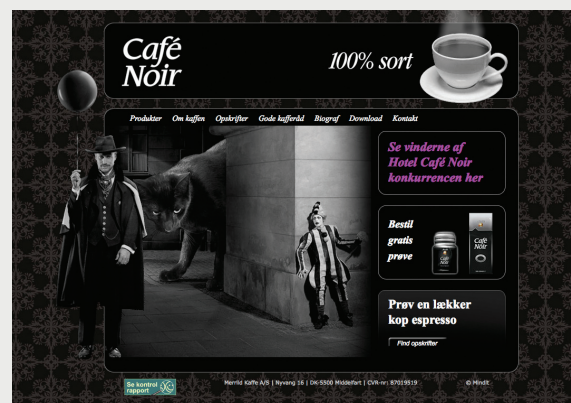 Café
Noir
100% sort
Produkter Om kaffen Opskrifter Gode kafferåd Biograf Download Kontakt
Se vinderne af
Hotel Café Noir
konkurrencen her
Bestil
gratis
prøve
Café
Noir
Café
Noir
Prøv en lækker
kop espresso
Find opskrifter
Se kontrol
rapport
Merrild Kaffe A/S | Nyvang 16 | DK-5500 Middelfart | CVR-nr: 87019519
© Mindit